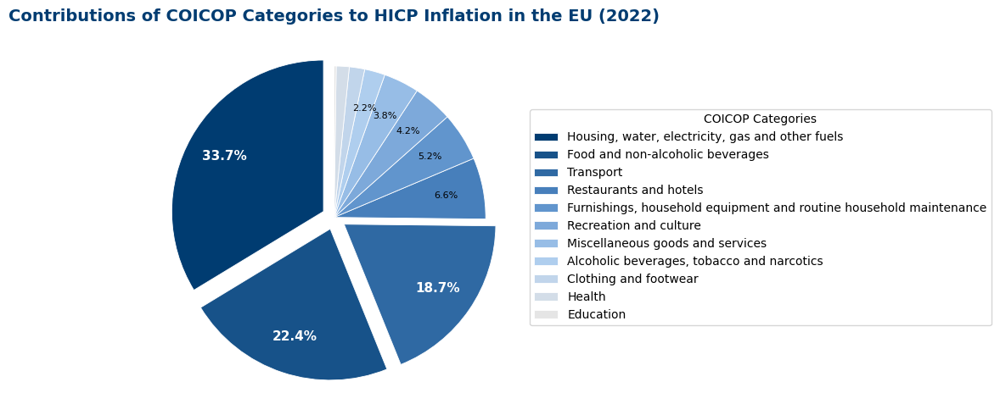 Contributions of COICOP Categories to HICP Inflation in the EU (2022)
33.7%
22.4%
18.7%
6.6%
5.2%
4.2%
3.8%
2.2%
COICOP Categories
Housing, water, electricity, gas and other fuels
Food and non-alcoholic beverages
Transport
Restaurants and hotels
Furnishings, household equipment and routine household maintenance
Recreation and culture
Miscellaneous goods and services
Alcoholic beverages, tobacco and narcotics
Clothing and footwear
Health
Education